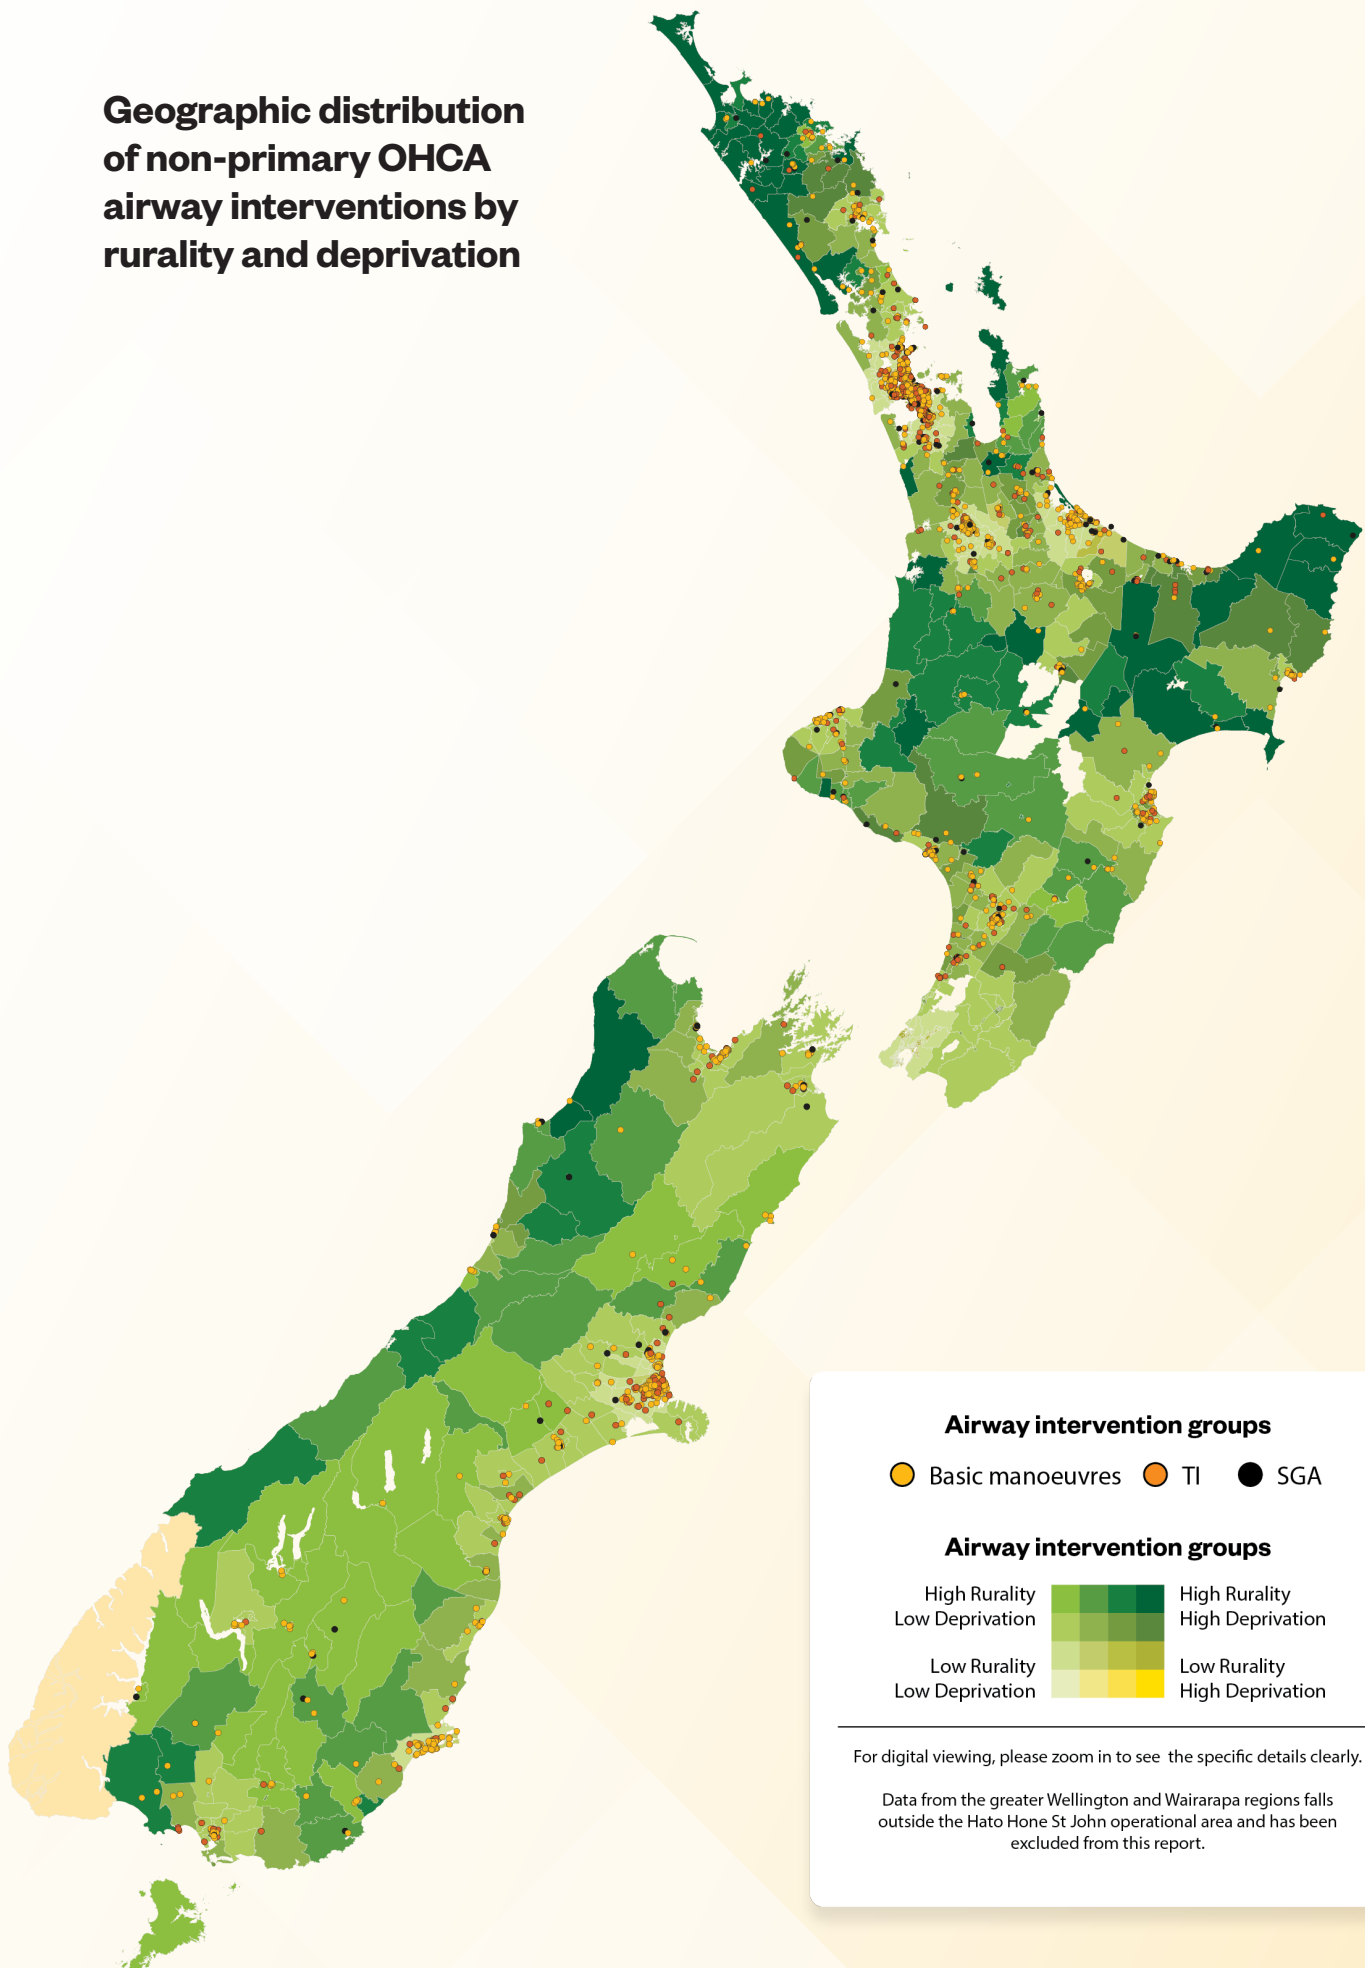 Geographic distribution
of non-primary OHCA
airway interventions by
rurality and deprivation
Airway intervention groups
Basic manoeuvres TI SGA
Airway intervention groups
High Rurality
Low Deprivation
High Rurality
High Deprivation
Low Rurality
Low Deprivation
Low Rurality
High Deprivation
For digital viewing, please zoom in to see the specific details clearly.
Data from the greater Wellington and Wairarapa regions falls
outside the Hato Hone St John operational area and has been
excluded from this report.